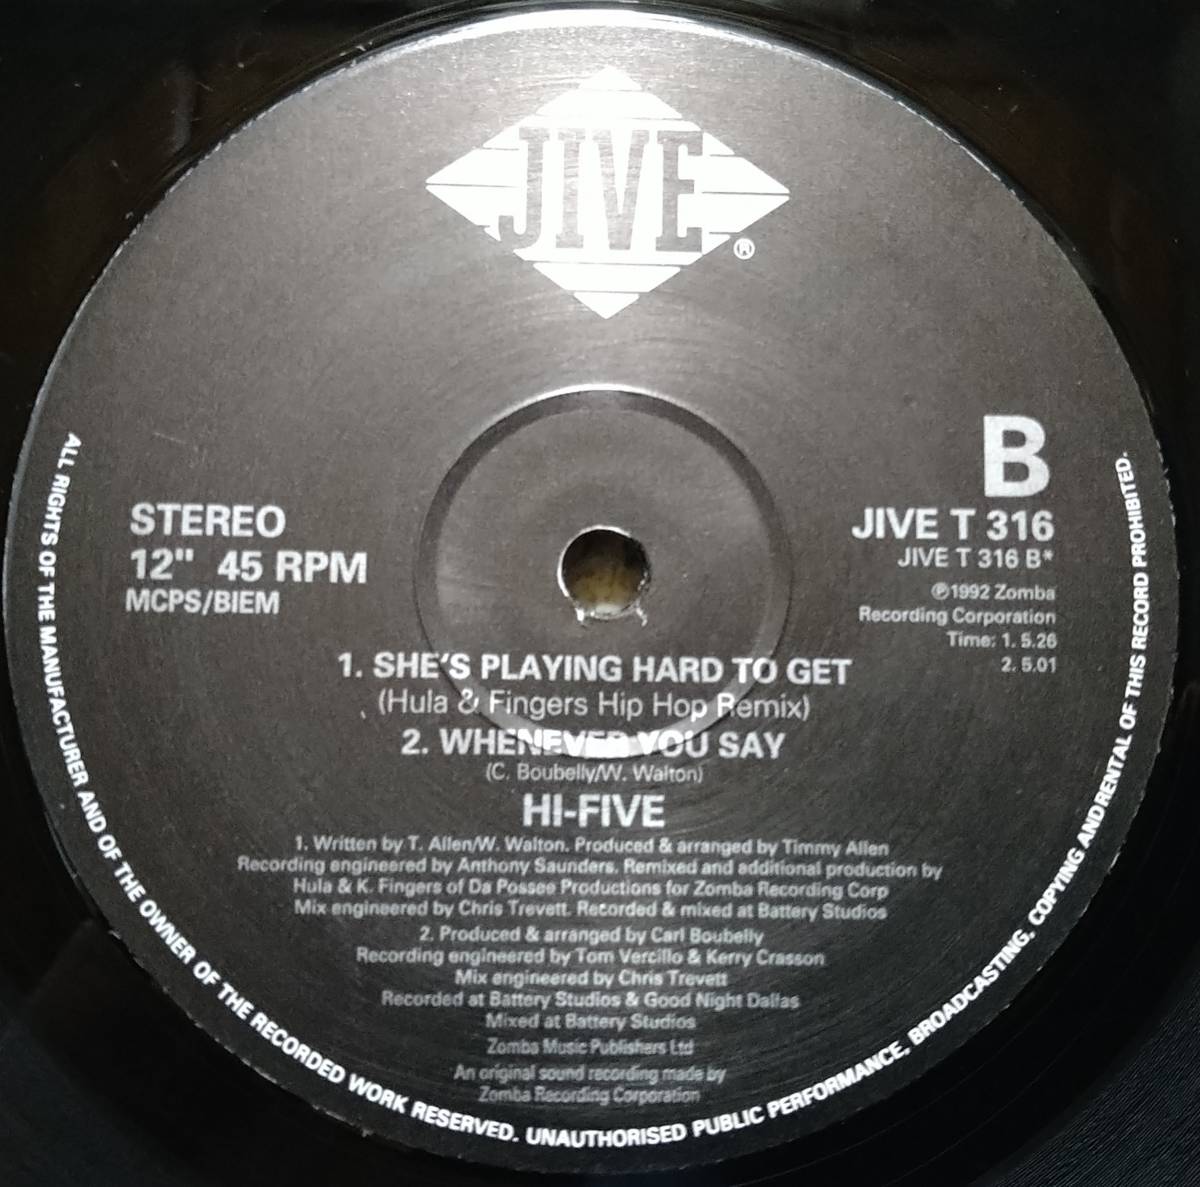 JIVE
®
B
STEREO
12" 45 RPM
MCPS/BIEM
JIVE T 316
JIVE T 316 B*
℗1992 Zomba
Recording Corporation
Time: 1. 5.26
2. 5.01
1. SHE'S PLAYING HARD TO GET
(Hula & Fingers Hip Hop Remix)
2. WHENEVER YOU SAY
(C. Boubelly/W. Walton)
HI-FIVE
1. Written by T. Allen/W. Walton. Produced & arranged by Timmy Allen
Recording engineered by Anthony Saunders. Remixed and additional production by
Hula & K. Fingers of Da Possee Productions for Zomba Recording Corp
Mix engineered by Chris Trevett. Recorded & mixed at Battery Studios
2. Produced & arranged by Carl Boubelly
Recording engineered by Tom Vercillo & Kerry Crasson
Mix engineered by Chris Trevett
Recorded at Battery Studios & Good Night Dallas
Mixed at Battery Studios
Zomba Music Publishers Ltd
An original sound recording made by
Zomba Recording Corporation
ALL RIGHTS OF THE MANUFACTURER AND OF THE OWNER OF THE RECORDED WORK RESERVED. UNAUTHORISED PUBLIC PERFORMANCE, BROADCASTING, COPYING AND RENTAL OF THIS RECORD PROHIBITED.